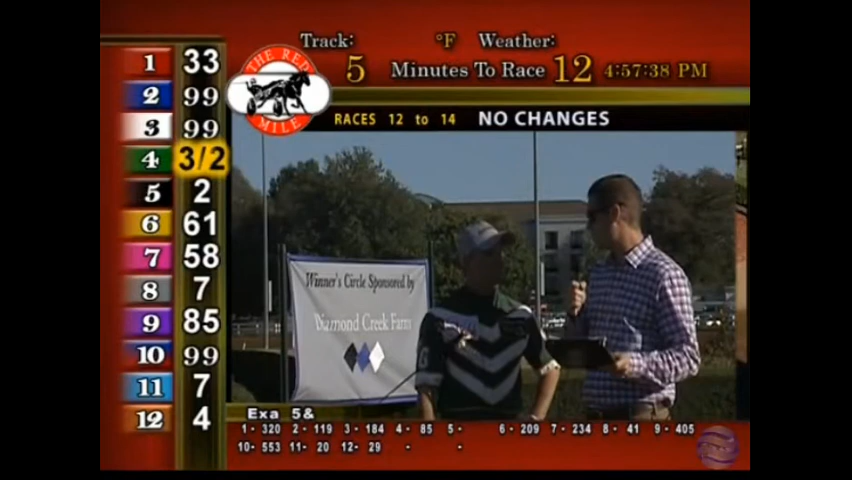 Track: °F Weather:
5 Minutes To Race 12 4:57:38 PM
THE RED
MILE
RACES 12 to 14 NO CHANGES
1 33
2 99
3 99
4 3/2
5 2
6 61
7 58
8 7
9 85
10 99
11 7
12 4
Winner's Circle Sponsored by
Diamond Creek Farm
Exa 5&
1- 320 2- 119 3- 184 4- 85 5- 6- 209 7- 234 8- 41 9- 405
10- 553 11- 20 12- 29 - -